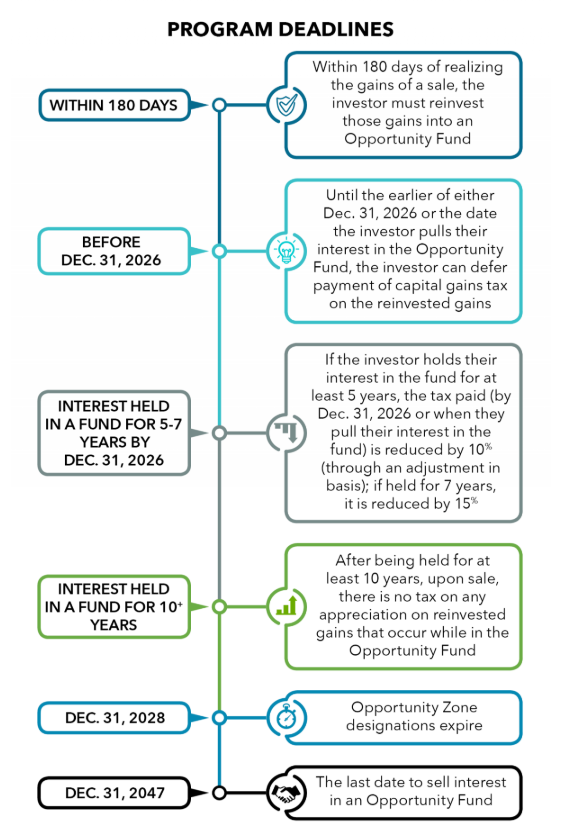 PROGRAM DEADLINES
WITHIN 180 DAYS
Within 180 days of realizing
the gains of a sale, the
investor must reinvest
those gains into an
Opportunity Fund
BEFORE
DEC. 31, 2026
Until the earlier of either
Dec. 31, 2026 or the date
the investor pulls their
interest in the Opportunity
Fund, the investor can defer
payment of capital gains tax
on the reinvested gains
INTEREST HELD
IN A FUND FOR 5-7
YEARS BY
DEC. 31, 2026
If the investor holds their
interest in the fund for at
least 5 years, the tax paid (by
Dec. 31, 2026 or when they
pull their interest in the
fund) is reduced by 10%
(through an adjustment in
basis); if held for 7 years,
it is reduced by 15%
INTEREST HELD
IN A FUND FOR 10+
YEARS
After being held for at
least 10 years, upon sale,
there is no tax on any
appreciation on reinvested
gains that occur while in the
Opportunity Fund
DEC. 31, 2028
Opportunity Zone
designations expire
DEC. 31, 2047
The last date to sell interest
in an Opportunity Fund